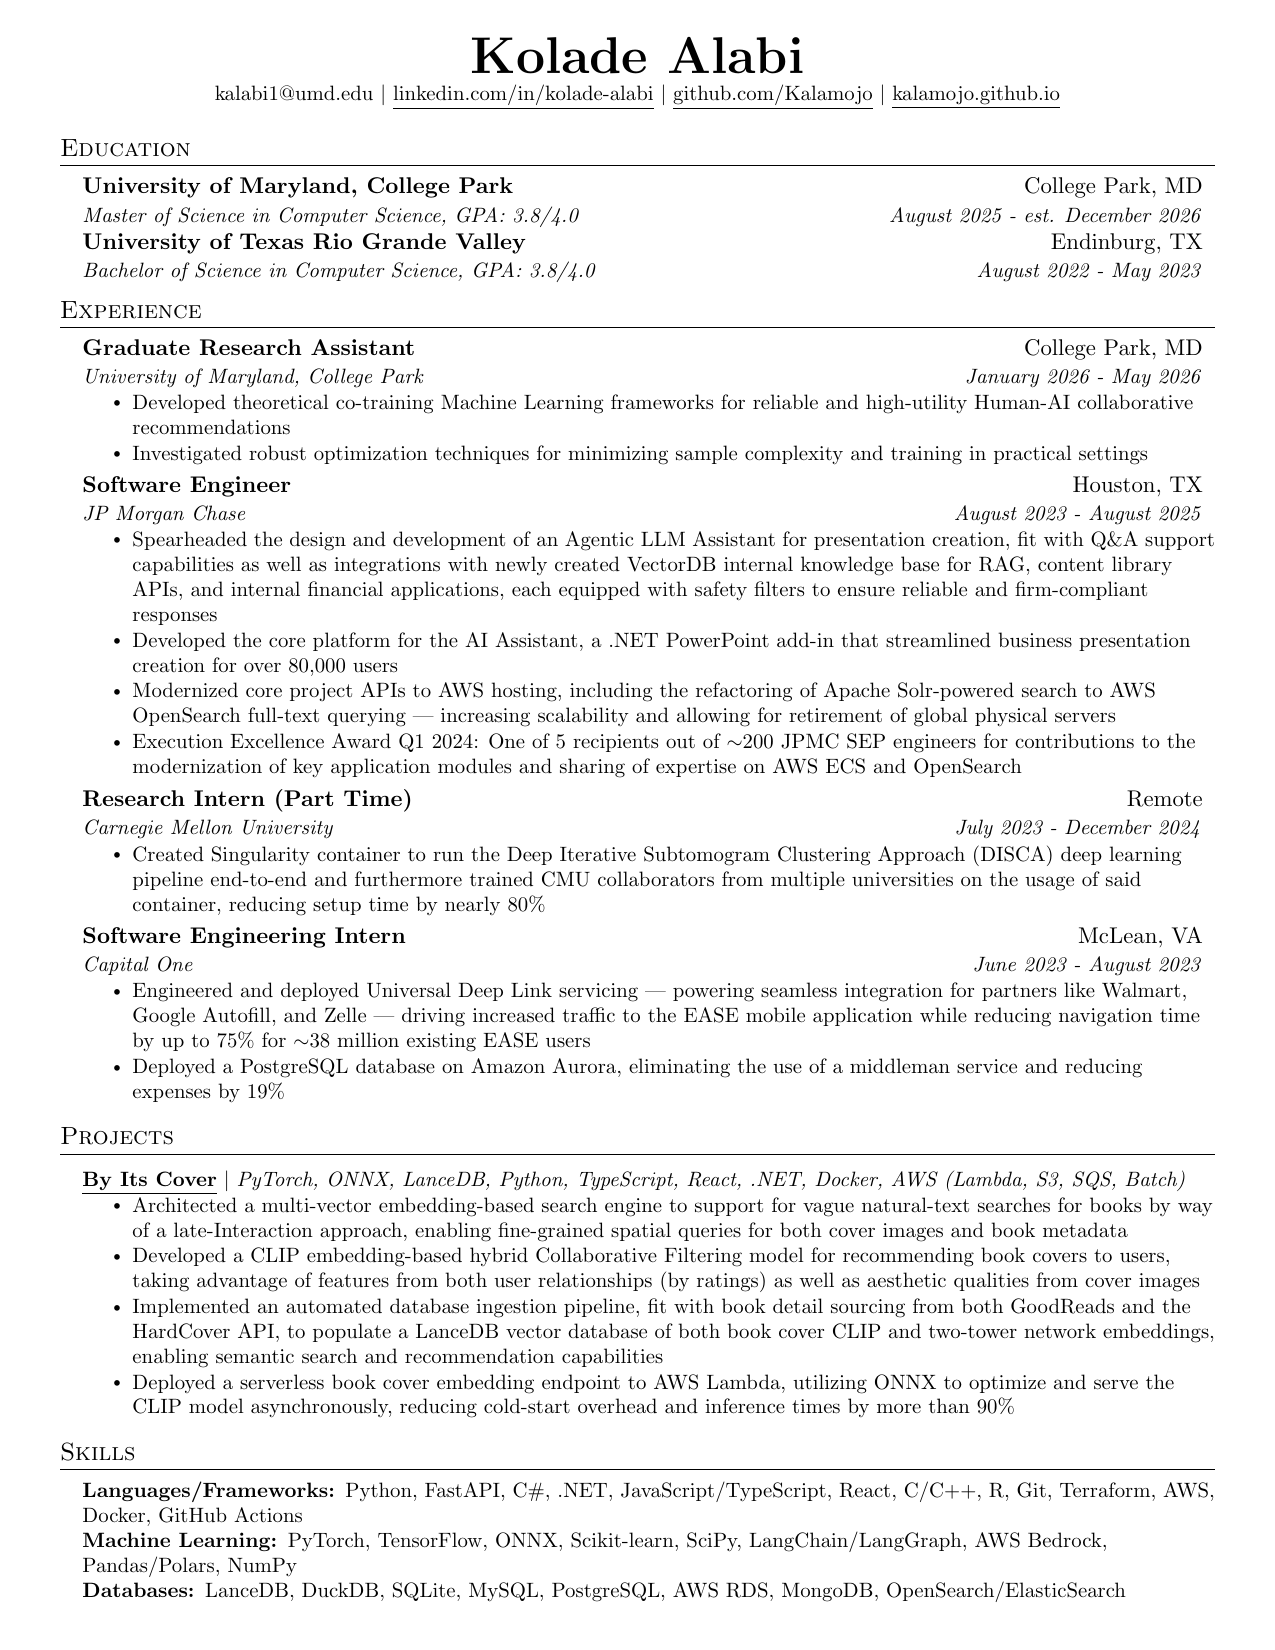 Kolade Alabi
kalabi1@umd.edu | linkedin.com/in/kolade-alabi | github.com/Kalamojo | kalamojo.github.io
Education
University of Maryland, College Park College Park, MD
Master of Science in Computer Science, GPA: 3.8/4.0 August 2025 - est. December 2026
University of Texas Rio Grande Valley Endinburg, TX
Bachelor of Science in Computer Science, GPA: 3.8/4.0 August 2022 - May 2023
Experience
Graduate Research Assistant College Park, MD
University of Maryland, College Park January 2026 - May 2026
• Developed theoretical co-training Machine Learning frameworks for reliable and high-utility Human-AI collaborative
recommendations
• Investigated robust optimization techniques for minimizing sample complexity and training in practical settings
Software Engineer Houston, TX
JP Morgan Chase August 2023 - August 2025
• Spearheaded the design and development of an Agentic LLM Assistant for presentation creation, fit with Q&A support
capabilities as well as integrations with newly created VectorDB internal knowledge base for RAG, content library
APIs, and internal financial applications, each equipped with safety filters to ensure reliable and firm-compliant
responses
• Developed the core platform for the AI Assistant, a .NET PowerPoint add-in that streamlined business presentation
creation for over 80,000 users
• Modernized core project APIs to AWS hosting, including the refactoring of Apache Solr-powered search to AWS
OpenSearch full-text querying — increasing scalability and allowing for retirement of global physical servers
• Execution Excellence Award Q1 2024: One of 5 recipients out of ~200 JPMC SEP engineers for contributions to the
modernization of key application modules and sharing of expertise on AWS ECS and OpenSearch
Research Intern (Part Time) Remote
Carnegie Mellon University July 2023 - December 2024
• Created Singularity container to run the Deep Iterative Subtomogram Clustering Approach (DISCA) deep learning
pipeline end-to-end and furthermore trained CMU collaborators from multiple universities on the usage of said
container, reducing setup time by nearly 80%
Software Engineering Intern McLean, VA
Capital One June 2023 - August 2023
• Engineered and deployed Universal Deep Link servicing — powering seamless integration for partners like Walmart,
Google Autofill, and Zelle — driving increased traffic to the EASE mobile application while reducing navigation time
by up to 75% for ~38 million existing EASE users
• Deployed a PostgreSQL database on Amazon Aurora, eliminating the use of a middleman service and reducing
expenses by 19%
Projects
By Its Cover | PyTorch, ONNX, LanceDB, Python, TypeScript, React, .NET, Docker, AWS (Lambda, S3, SQS, Batch)
• Architected a multi-vector embedding-based search engine to support for vague natural-text searches for books by way
of a late-Interaction approach, enabling fine-grained spatial queries for both cover images and book metadata
• Developed a CLIP embedding-based hybrid Collaborative Filtering model for recommending book covers to users,
taking advantage of features from both user relationships (by ratings) as well as aesthetic qualities from cover images
• Implemented an automated database ingestion pipeline, fit with book detail sourcing from both GoodReads and the
HardCover API, to populate a LanceDB vector database of both book cover CLIP and two-tower network embeddings,
enabling semantic search and recommendation capabilities
• Deployed a serverless book cover embedding endpoint to AWS Lambda, utilizing ONNX to optimize and serve the
CLIP model asynchronously, reducing cold-start overhead and inference times by more than 90%
Skills
Languages/Frameworks: Python, FastAPI, C#, .NET, JavaScript/TypeScript, React, C/C++, R, Git, Terraform, AWS,
Docker, GitHub Actions
Machine Learning: PyTorch, TensorFlow, ONNX, Scikit-learn, SciPy, LangChain/LangGraph, AWS Bedrock,
Pandas/Polars, NumPy
Databases: LanceDB, DuckDB, SQLite, MySQL, PostgreSQL, AWS RDS, MongoDB, OpenSearch/ElasticSearch